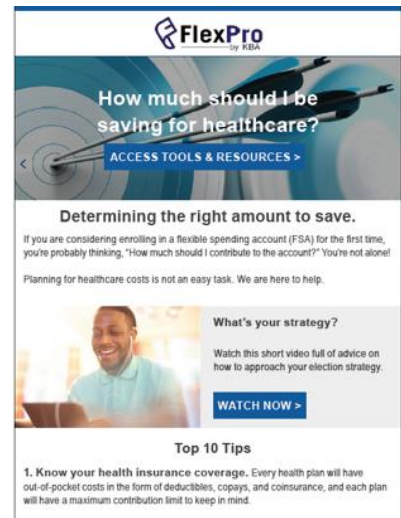 FlexPro
by KBA
How much should I be
saving for healthcare?
ACCESS TOOLS & RESOURCES >
Determining the right amount to save.
If you are considering enrolling in a flexible spending account (FSA) for the first time,
you're probably thinking, "How much should I contribute to the account?" You're not alone!
Planning for healthcare costs is not an easy task. We are here to help.
What's your strategy?
Watch this short video full of advice on
how to approach your election strategy.
WATCH NOW >
Top 10 Tips
1. Know your health insurance coverage. Every health plan will have
out-of-pocket costs in the form of deductibles, copays, and coinsurance, and each plan
will have a maximum contribution limit to keep in mind.